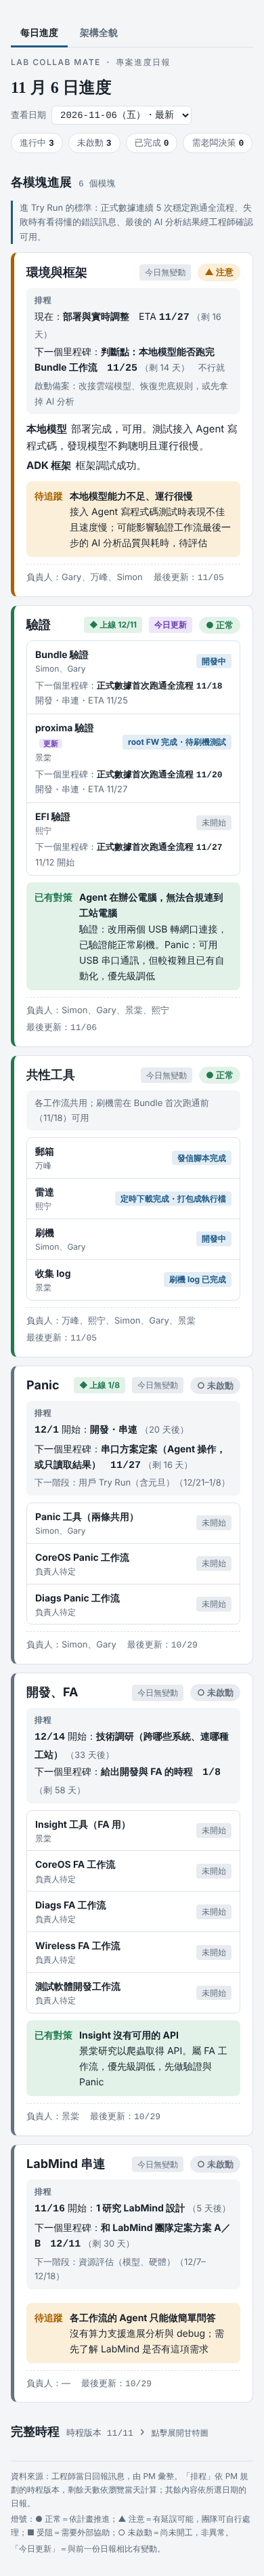 每日進度 架構全貌
LAB COLLAB MATE · 專案進度日報
11 月 6 日進度
查看日期 2026-11-06（五）・最新
進行中 3 未啟動 3 已完成 0 需老闆決策 0
各模塊進展 6 個模塊
進 Try Run 的標準：正式數據連續 5 次穩定跑通全流程、失
敗時有看得懂的錯誤訊息、最後的 AI 分析結果經工程師確認
可用。
環境與框架 今日無變動 ▲ 注意
排程
現在：部署與實時調整 ETA 11/27（剩 16
天）
下一個里程碑：判斷點：本地模型能否跑完
Bundle 工作流 11/25（剩 14 天） 不行就
啟動備案：改接雲端模型、恢復兜底規則，或先拿
掉 AI 分析
本地模型 部署完成，可用。測試接入 Agent 寫
程式碼，發現模型不夠聰明且運行很慢。
ADK 框架 框架調試成功。
待追蹤 本地模型能力不足、運行很慢
接入 Agent 寫程式碼測試時表現不佳
且速度慢；可能影響驗證工作流最後一
步的 AI 分析品質與耗時，待評估
負責人：Gary、万峰、Simon 最後更新：11/05
驗證 ◆ 上線 12/11 今日更新 ● 正常
Bundle 驗證 開發中
Simon、Gary
下一個里程碑：正式數據首次跑通全流程 11/18
開發・串連・ETA 11/25
proxima 驗證
更新 root FW 完成・待刷機測試
景棠
下一個里程碑：正式數據首次跑通全流程 11/20
開發・串連・ETA 11/27
EFI 驗證 未開始
熙宁
下一個里程碑：正式數據首次跑通全流程 11/27
11/12 開始
已有對策 Agent 在辦公電腦，無法合規連到
工站電腦
驗證：改用兩個 USB 轉網口連接，
已驗證能正常刷機。Panic：可用
USB 串口通訊，但較複雜且已有自
動化，優先級調低
負責人：Simon、Gary、景棠、熙宁
最後更新：11/06
共性工具 今日無變動 ● 正常
各工作流共用；刷機需在 Bundle 首次跑通前
（11/18）可用
郵箱 發信腳本完成
万峰
雷達 定時下載完成・打包成執行檔
熙宁
刷機 開發中
Simon、Gary
收集 log 刷機 log 已完成
景棠
負責人：万峰、熙宁、Simon、Gary、景棠
最後更新：11/05
Panic ◆ 上線 1/8 今日無變動 ○ 未啟動
排程
12/1 開始：開發・串連（20 天後）
下一個里程碑：串口方案定案（Agent 操作，
或只讀取結果） 11/27（剩 16 天）
下一階段：用戶 Try Run（含元旦）（12/21–1/8）
Panic 工具（兩條共用） 未開始
Simon、Gary
CoreOS Panic 工作流 未開始
負責人待定
Diags Panic 工作流 未開始
負責人待定
負責人：Simon、Gary 最後更新：10/29
開發、FA 今日無變動 ○ 未啟動
排程
12/14 開始：技術調研（跨哪些系統、連哪種
工站）（33 天後）
下一個里程碑：給出開發與 FA 的時程 1/8
（剩 58 天）
Insight 工具（FA 用） 未開始
景棠
CoreOS FA 工作流 未開始
負責人待定
Diags FA 工作流 未開始
負責人待定
Wireless FA 工作流 未開始
負責人待定
測試軟體開發工作流 未開始
負責人待定
已有對策 Insight 沒有可用的 API
景棠研究以爬蟲取得 API。屬 FA 工
作流，優先級調低，先做驗證與
Panic
負責人：景棠 最後更新：10/29
LabMind 串連 今日無變動 ○ 未啟動
排程
11/16 開始：1 研究 LabMind 設計（5 天後）
下一個里程碑：和 LabMind 團隊定案方案 A／
B 12/11（剩 30 天）
下一階段：資源評估（模型、硬體）（12/7–
12/18）
待追蹤 各工作流的 Agent 只能做簡單問答
沒有算力支援進展分析與 debug；需
先了解 LabMind 是否有這項需求
負責人：— 最後更新：10/29
完整時程 時程版本 11/11 › 點擊展開甘特圖
資料來源：工程師當日回報訊息，由 PM 彙整。「排程」依 PM 規
劃的時程版本，剩餘天數依瀏覽當天計算；其餘內容依所選日期的
日報。
燈號：● 正常＝依計畫推進；▲ 注意＝有延誤可能，團隊可自行處
理；■ 受阻＝需要外部協助；○ 未啟動＝尚未開工，非異常。
「今日更新」＝與前一份日報相比有變動。